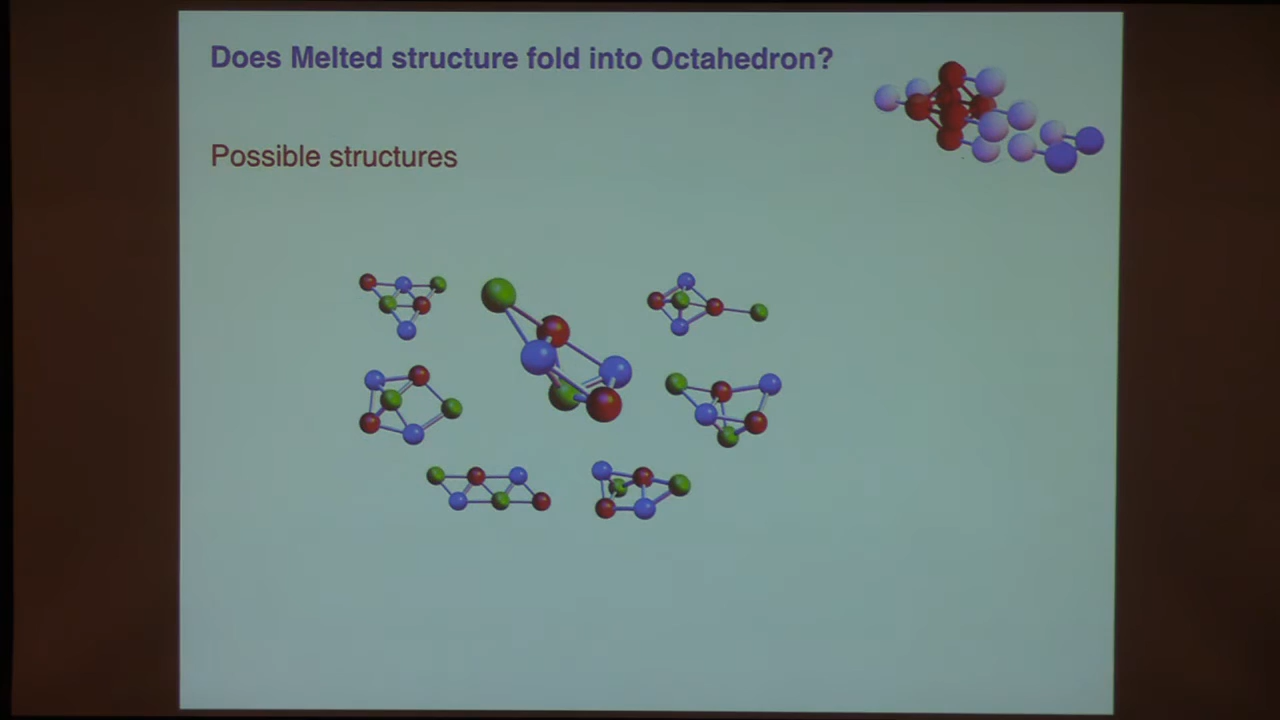 Does Melted structure fold into Octahedron?
Possible structures